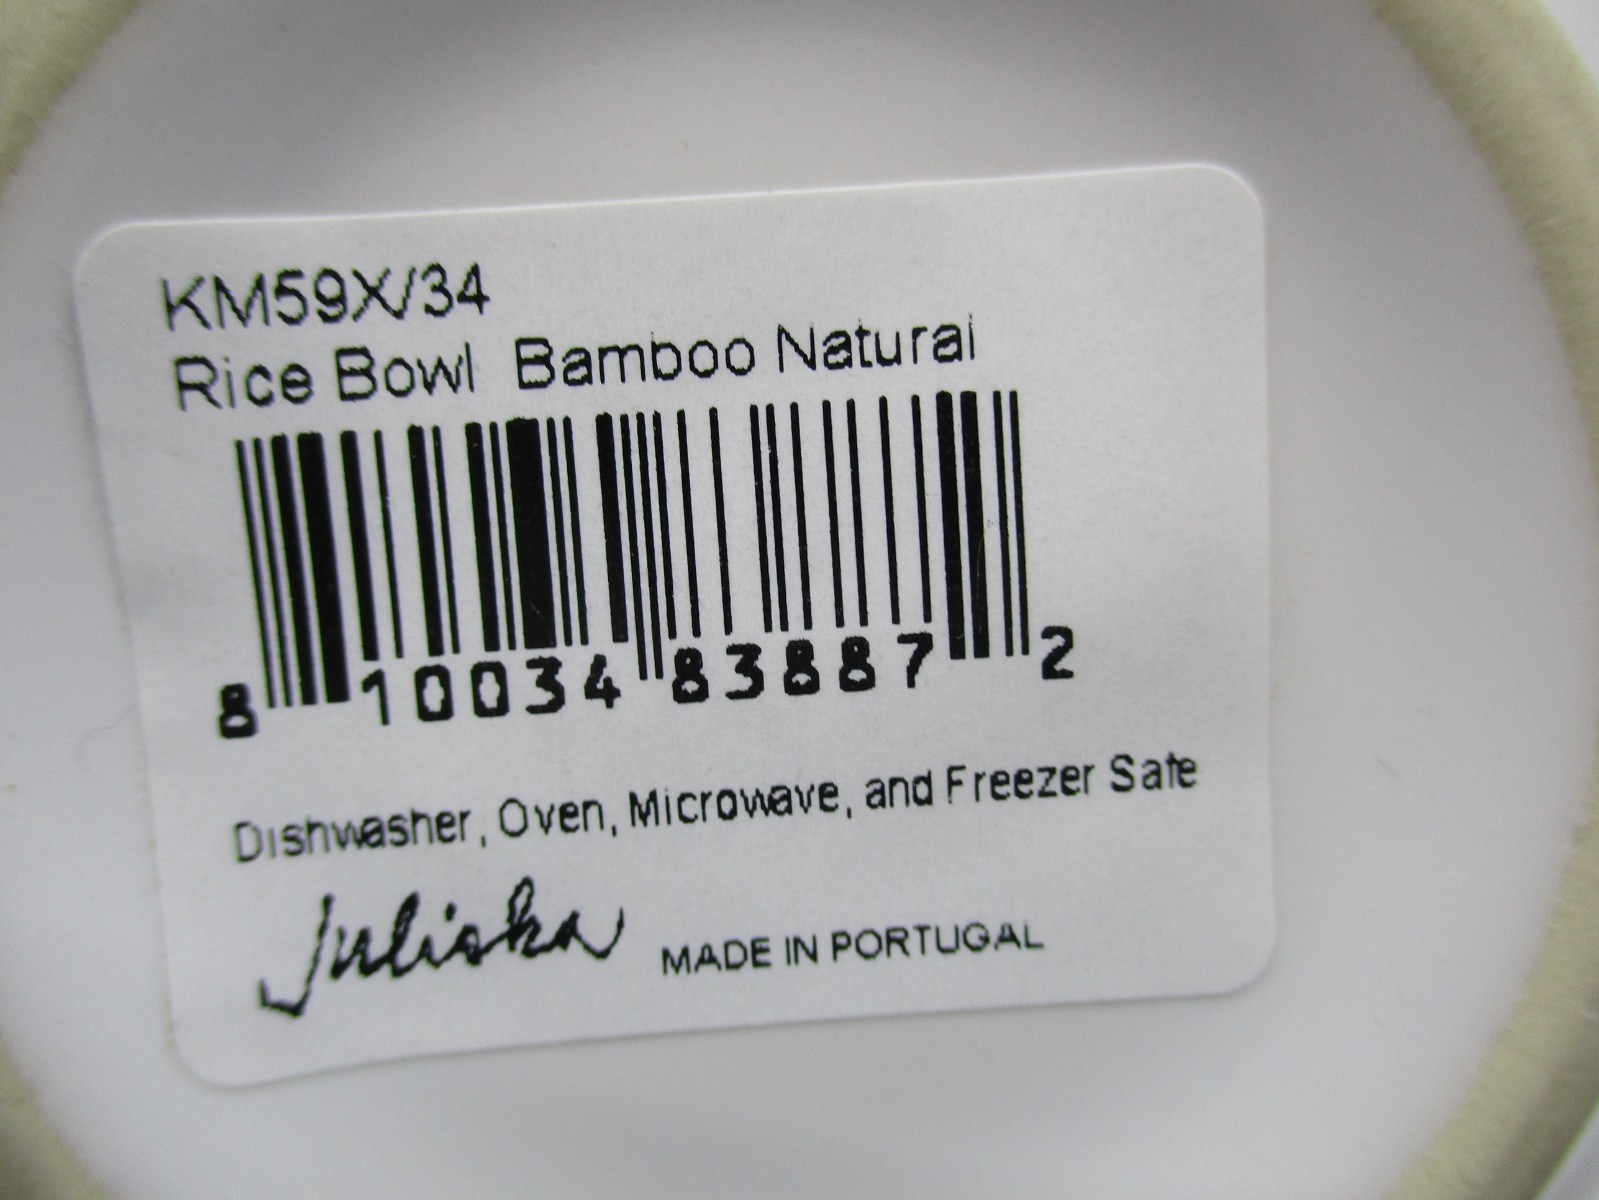 KM59X/34
Rice Bowl Bamboo Natural
8 10034 83887 2
Dishwasher, Oven, Microwave, and Freezer Safe
Juliska MADE IN PORTUGAL